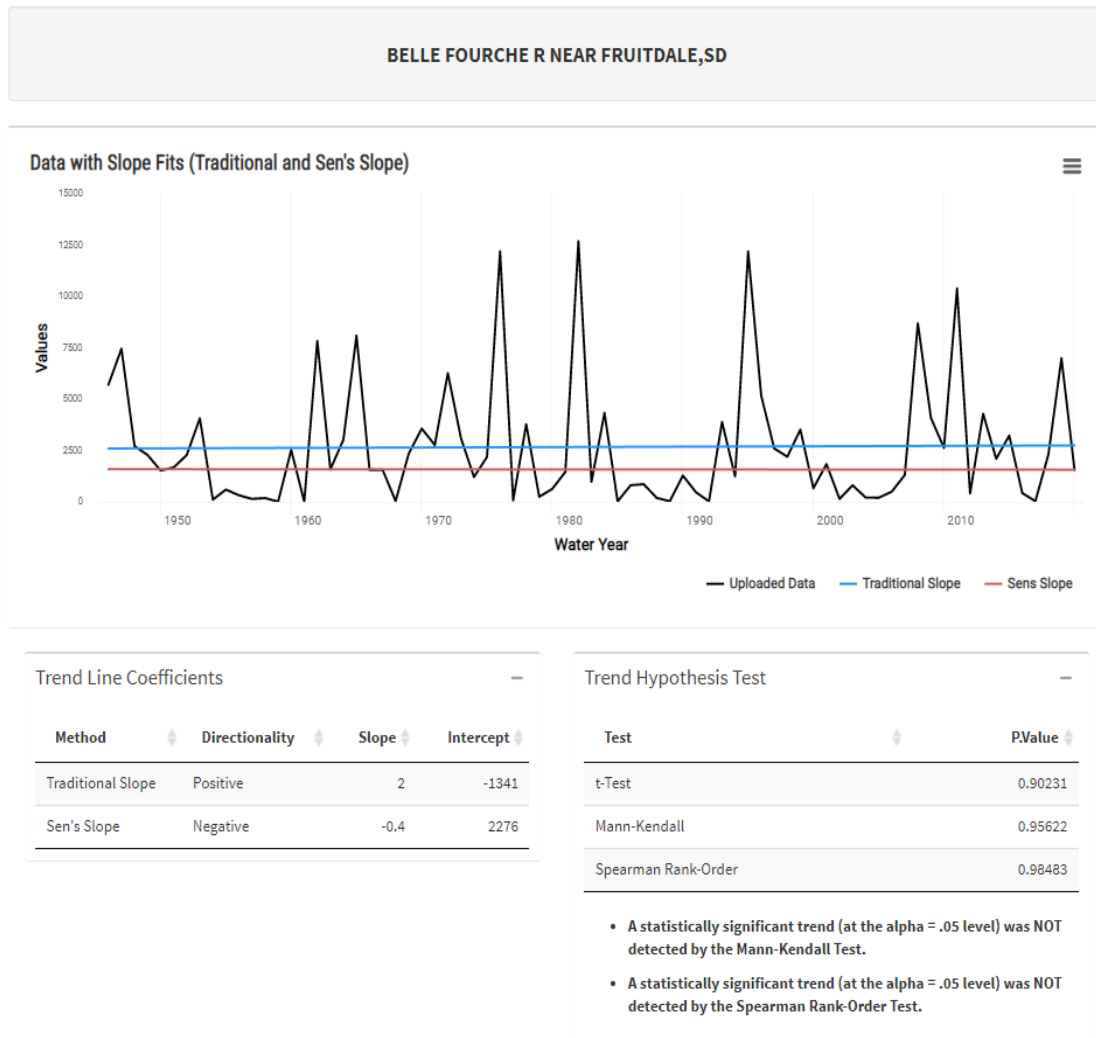 BELLE FOURCHE R NEAR FRUITDALE,SD
Data with Slope Fits (Traditional and Sen's Slope)
15000
12500
10000
7500
5000
2500
0
Values
1950 1960 1970 1980 1990 2000 2010
Water Year
Uploaded Data Traditional Slope Sens Slope
Trend Line Coefficients
Method Directionality Slope Intercept
Traditional Slope Positive 2 -1341
Sen's Slope Negative -0.4 2276
Trend Hypothesis Test
Test P.Value
t-Test 0.90231
Mann-Kendall 0.95622
Spearman Rank-Order 0.98483
• A statistically significant trend (at the alpha = .05 level) was NOT
detected by the Mann-Kendall Test.
• A statistically significant trend (at the alpha = .05 level) was NOT
detected by the Spearman Rank-Order Test.